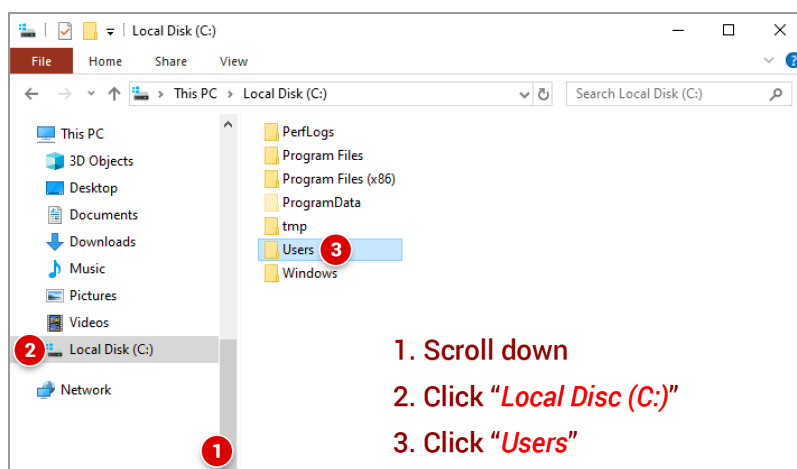 Local Disk (C:)
File Home Share View
This PC > Local Disk (C:)
Search Local Disk (C:)
This PC
3D Objects
Desktop
Documents
Downloads
Music
Pictures
Videos
2 Local Disk (C:)
Network
1
PerfLogs
Program Files
Program Files (x86)
ProgramData
tmp
Users 3
Windows
1. Scroll down
2. Click “Local Disc (C:)”
3. Click “Users”